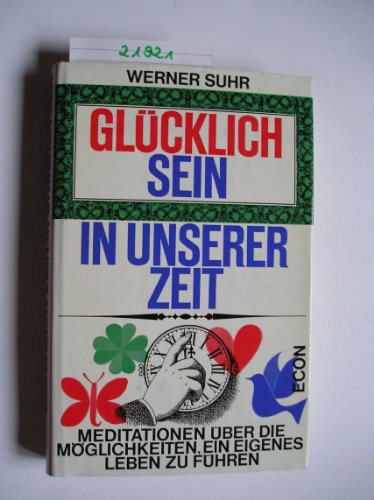 21921
WERNER SUHR
GLÜCKLICH
SEIN
IN UNSERER
ZEIT
ECON
MEDITATIONEN ÜBER DIE
MÖGLICHKEITEN, EIN EIGENES
LEBEN ZU FÜHREN